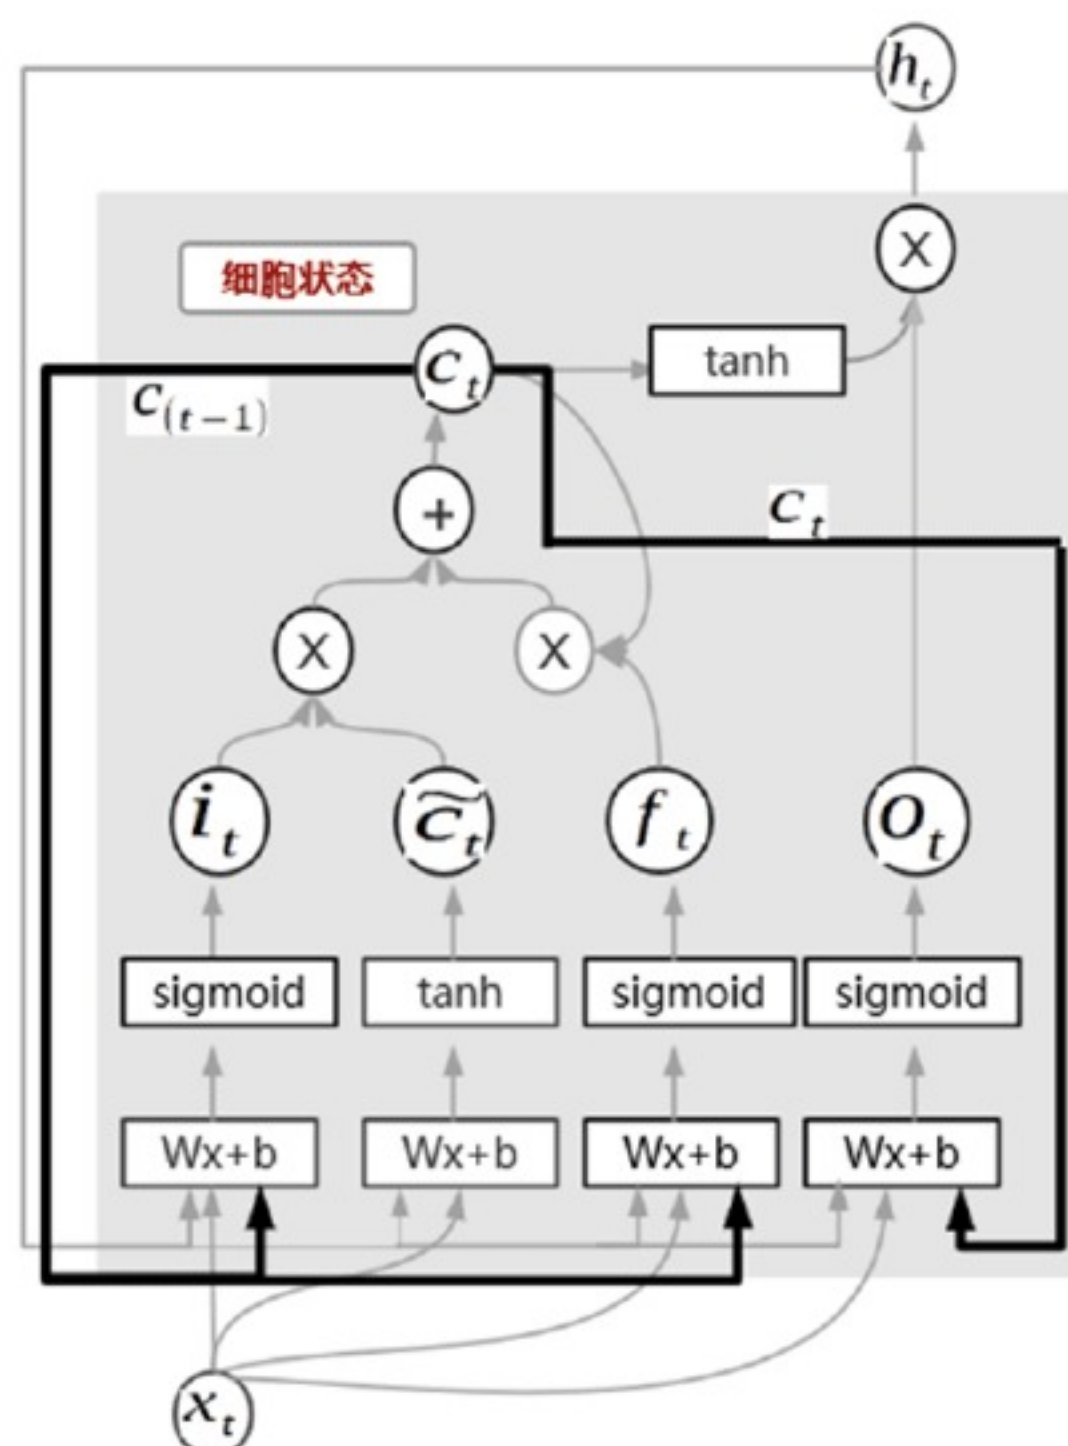 h_t
X
细胞状态
tanh
c_t
c_(t-1)
c_t
+
X X
i_t c̃_t f_t o_t
sigmoid tanh sigmoid sigmoid
Wx+b Wx+b Wx+b Wx+b
x_t